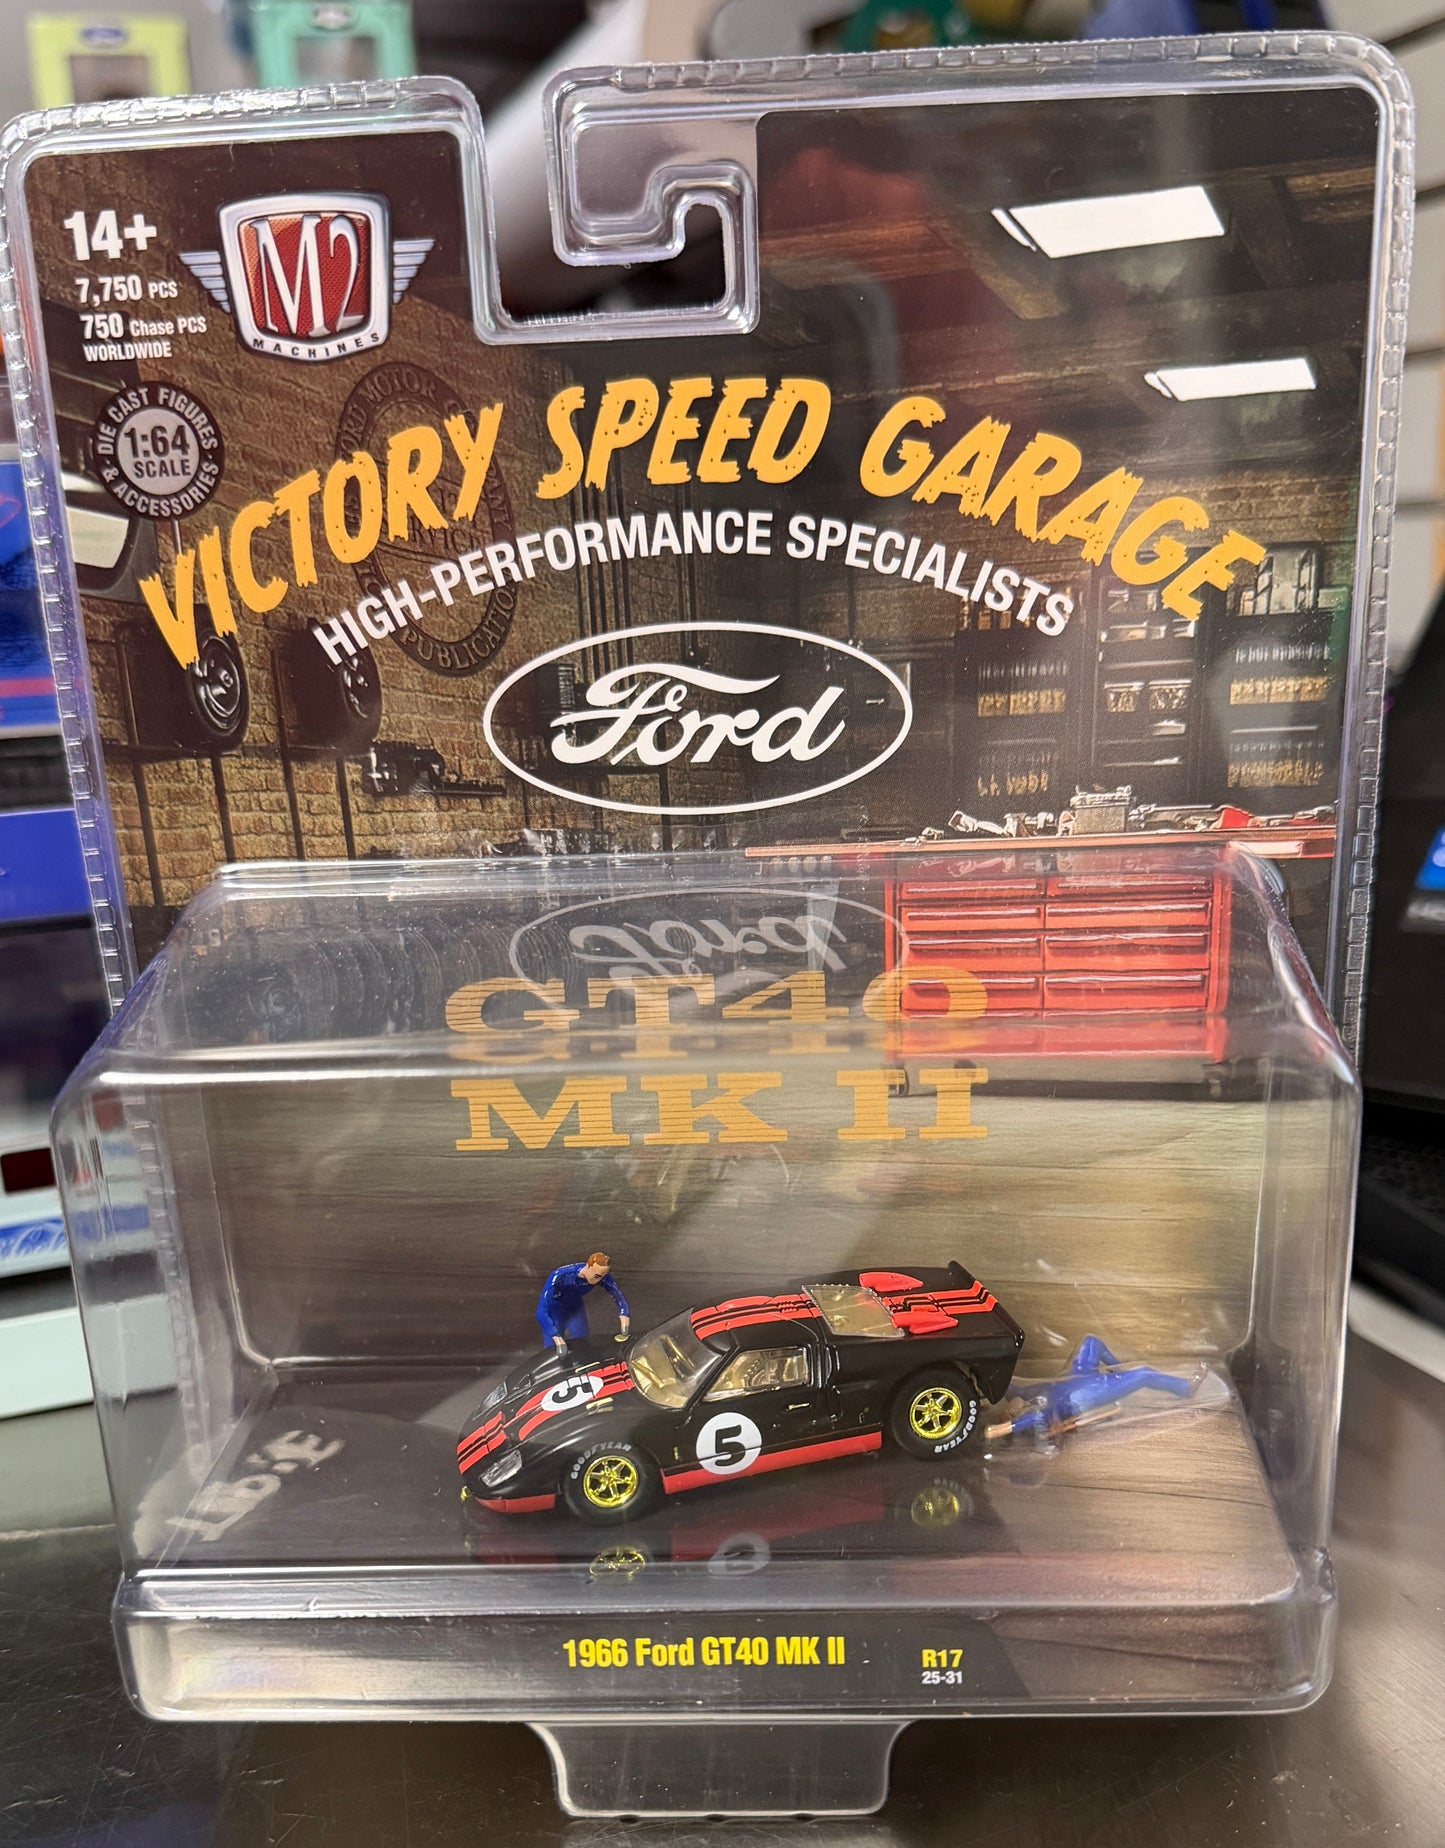 14+
7,750 PCS
750 Chase PCS
WORLDWIDE
M2
MACHINES
DIE CAST FIGURES
1:64
SCALE
& ACCESSORIES
VICTORY SPEED GARAGE
HIGH-PERFORMANCE SPECIALISTS
PUBLICATION
Ford
GT40
MK II
5
5
GOODYEAR
GOODYEAR
1966 Ford GT40 MK II
R17
25-31